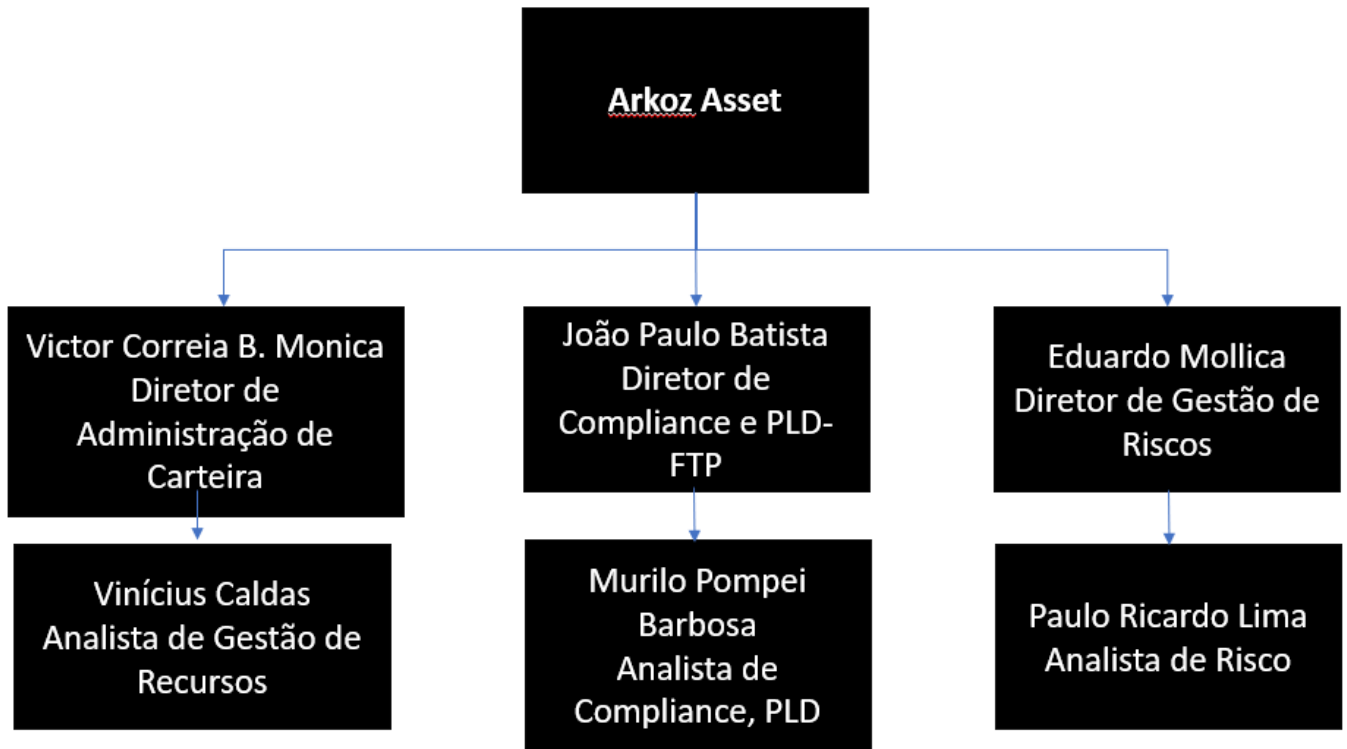 Arkoz Asset
Victor Correia B. Monica
Diretor de
Administração de
Carteira
João Paulo Batista
Diretor de
Compliance e PLD-
FTP
Eduardo Mollica
Diretor de Gestão de
Riscos
Vinícius Caldas
Analista de Gestão de
Recursos
Murilo Pompei
Barbosa
Analista de
Compliance, PLD
Paulo Ricardo Lima
Analista de Risco